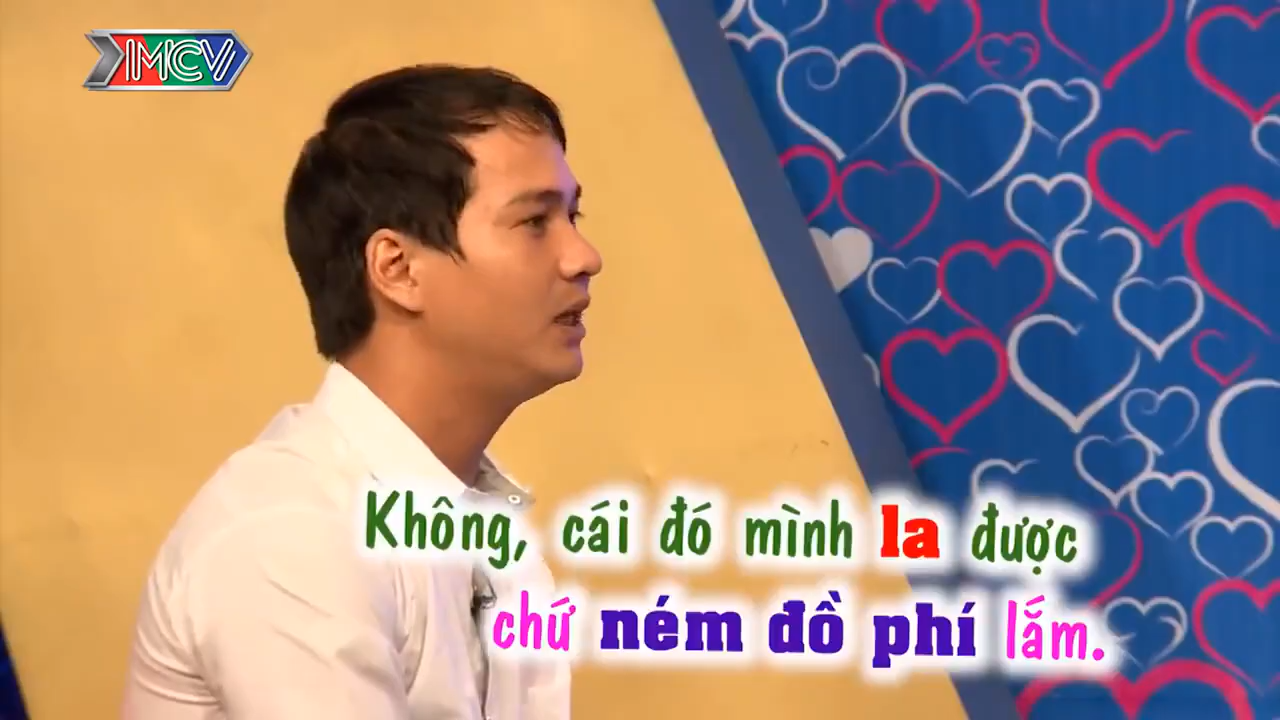 MCV
Không, cái đó mình la được
chứ ném đồ phí lắm.